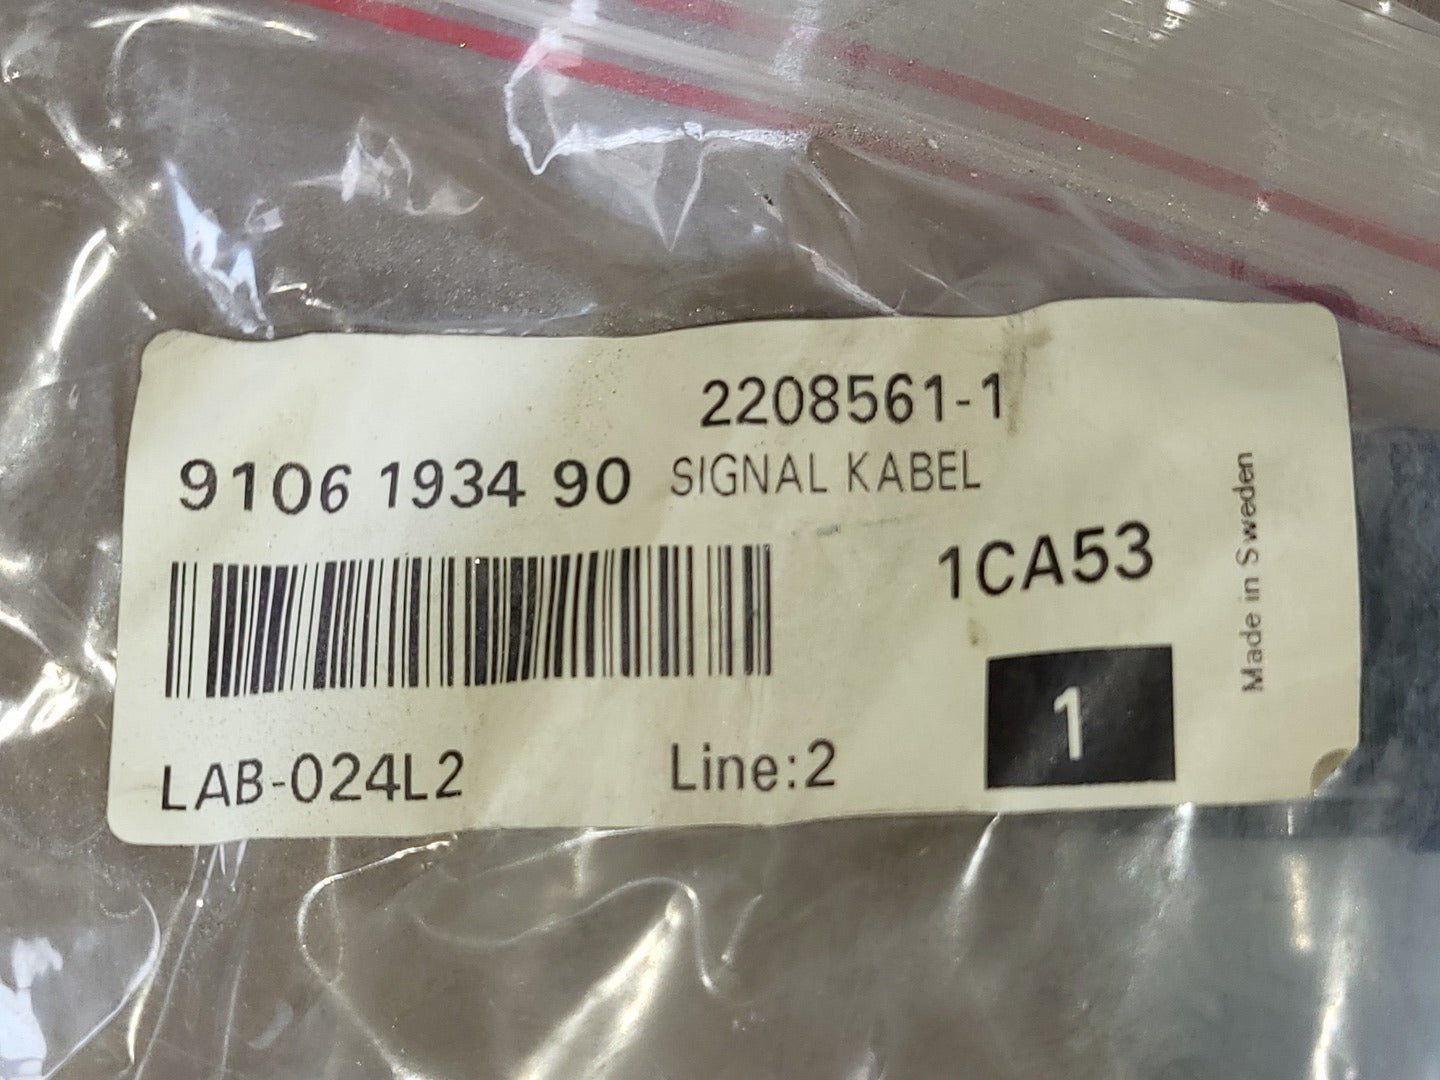 2208561-1
9106 1934 90 SIGNAL KABEL
1CA53
Made in Sweden
1
LAB-024L2 Line:2